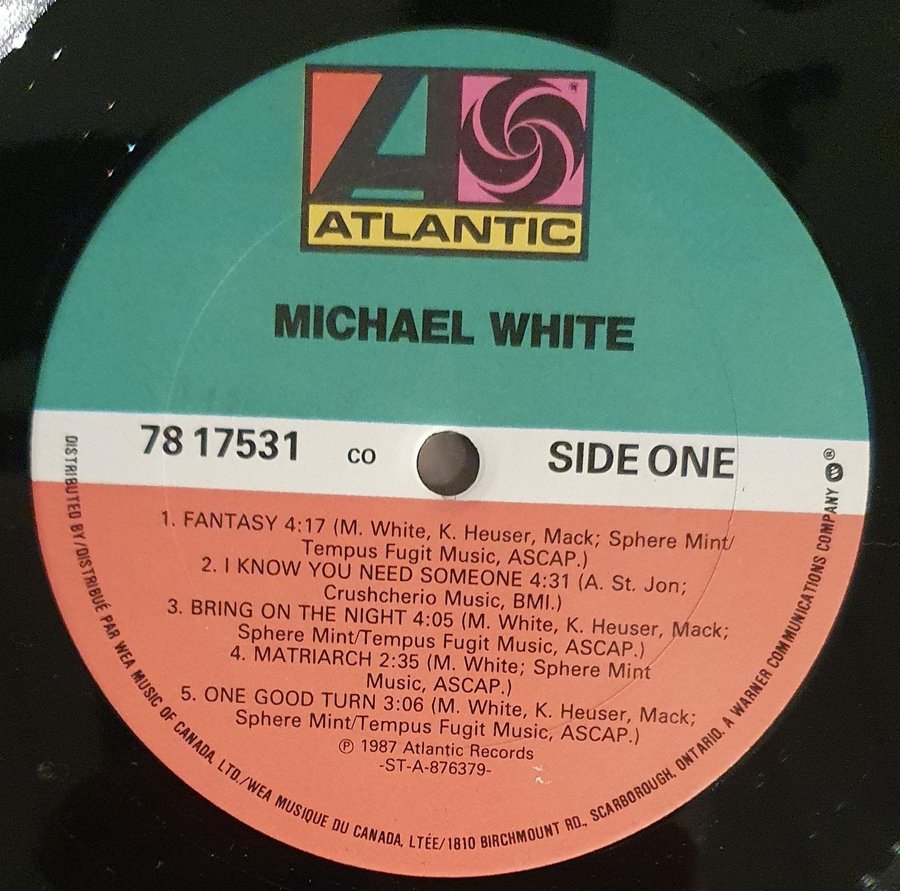 ATLANTIC
MICHAEL WHITE
78 17531 CO SIDE ONE
1. FANTASY 4:17 (M. White, K. Heuser, Mack; Sphere Mint/
Tempus Fugit Music, ASCAP.)
2. I KNOW YOU NEED SOMEONE 4:31 (A. St. Jon;
Crushcherio Music, BMI.)
3. BRING ON THE NIGHT 4:05 (M. White, K. Heuser, Mack;
Sphere Mint/Tempus Fugit Music, ASCAP.)
4. MATRIARCH 2:35 (M. White; Sphere Mint
Music, ASCAP.)
5. ONE GOOD TURN 3:06 (M. White, K. Heuser, Mack;
Sphere Mint/Tempus Fugit Music, ASCAP.)
℗ 1987 Atlantic Records
-ST-A-876379-
DISTRIBUTED BY/DISTRIBUÉ PAR WEA MUSIC OF CANADA, LTD./WEA MUSIQUE DU CANADA, LTÉE/1810 BIRCHMOUNT RD., SCARBOROUGH, ONTARIO. A WARNER COMMUNICATIONS COMPANY ®